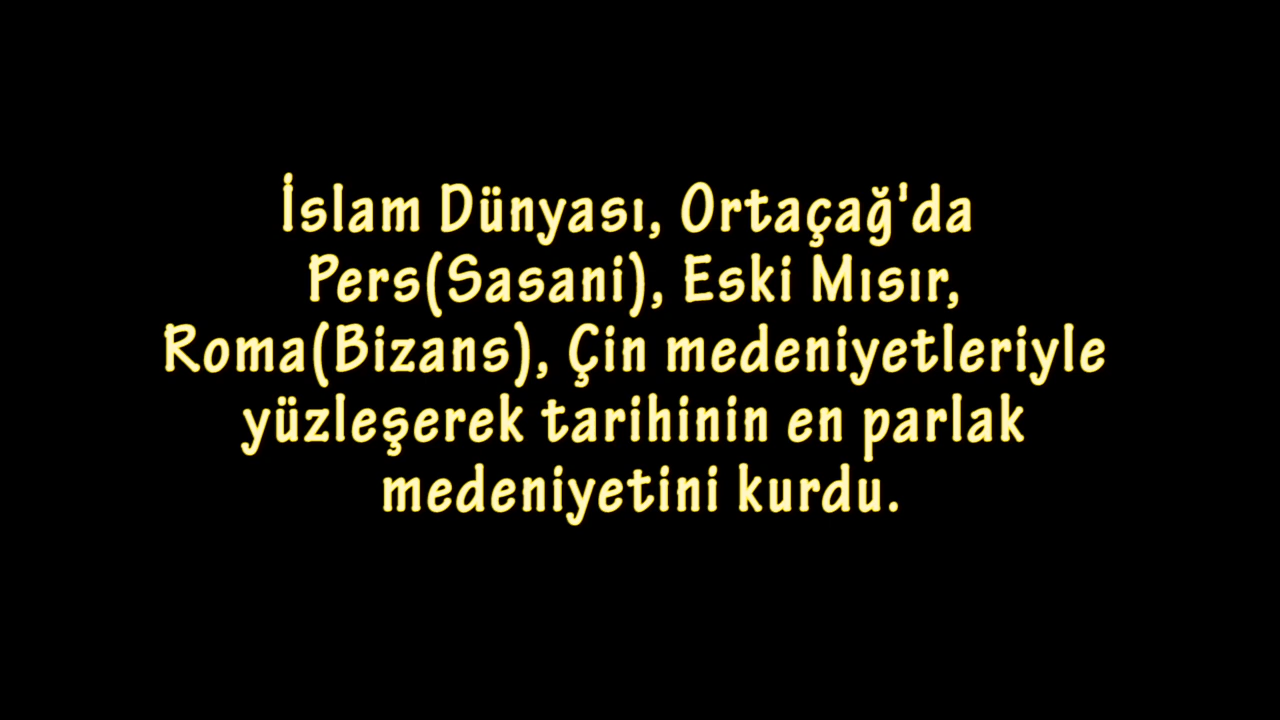 İslam Dünyası, Ortaçağ'da
Pers(Sasani), Eski Mısır,
Roma(Bizans), Çin medeniyetleriyle
yüzleşerek tarihinin en parlak
medeniyetini kurdu.